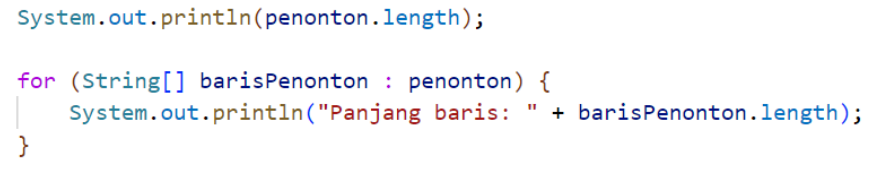 System.out.println(penonton.length);
for (String[] barisPenonton : penonton) {
System.out.println("Panjang baris: " + barisPenonton.length);
}